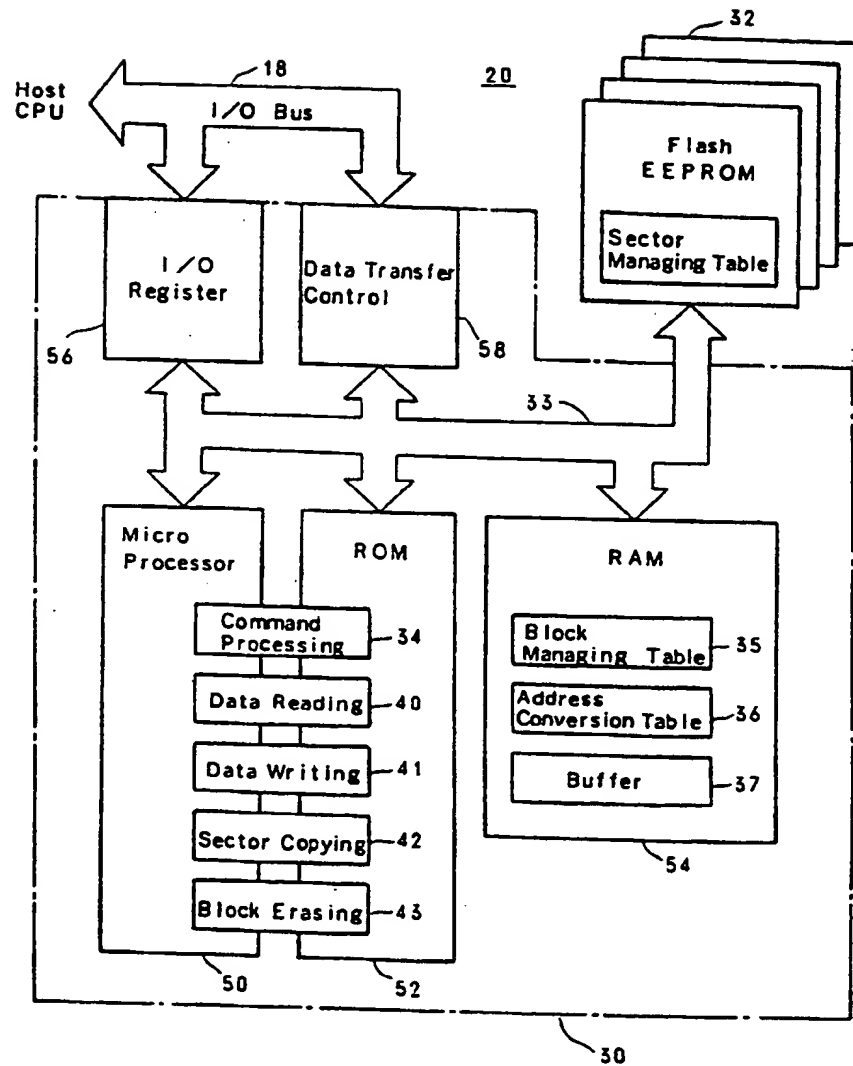 32
18
20
Host
CPU
I/O Bus
Flash
EEPROM
Sector
Managing Table
I/O
Register
Data Transfer
Control
56
58
33
Micro
Processor
ROM
RAM
Command
Processing
34
Data Reading
40
Data Writing
41
Sector Copying
42
Block Erasing
43
Block
Managing Table
35
Address
Conversion Table
36
Buffer
37
54
50
52
30